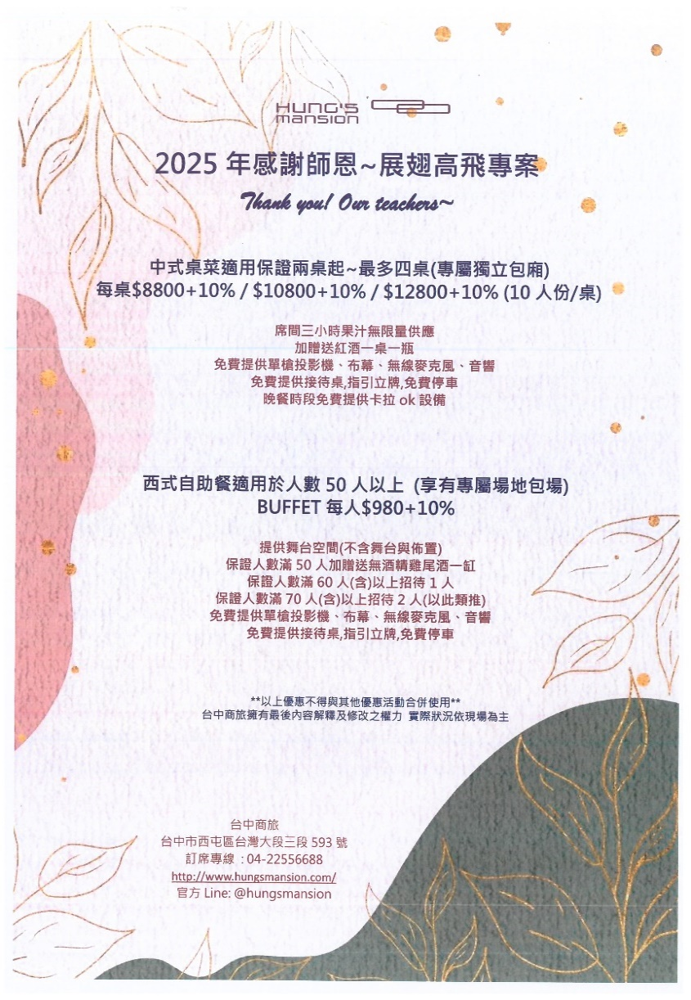 HUNG'S
mansion
2025 年感謝師恩~展翅高飛專案
Thank you! Our teachers~
中式桌菜適用保證兩桌起~最多四桌(專屬獨立包廂)
每桌$8800+10% / $10800+10% / $12800+10% (10 人份/桌)
席間三小時果汁無限量供應
加贈送紅酒一桌一瓶
免費提供單槍投影機、布幕、無線麥克風、音響
免費提供接待桌,指引立牌,免費停車
晚餐時段免費提供卡拉 ok 設備
西式自助餐適用於人數 50 人以上 (享有專屬場地包場)
BUFFET 每人$980+10%
提供舞台空間(不含舞台與佈置)
保證人數滿 50 人加贈送無酒精雞尾酒一缸
保證人數滿 60 人(含)以上招待 1 人
保證人數滿 70 人(含)以上招待 2 人(以此類推)
免費提供單槍投影機、布幕、無線麥克風、音響
免費提供接待桌,指引立牌,免費停車
**以上優惠不得與其他優惠活動合併使用**
台中商旅擁有最後內容解釋及修改之權力 實際狀況依現場為主
台中商旅
台中市西屯區台灣大段三段 593 號
訂席專線 : 04-22556688
http://www.hungsmansion.com/
官方 Line: @hungsmansion